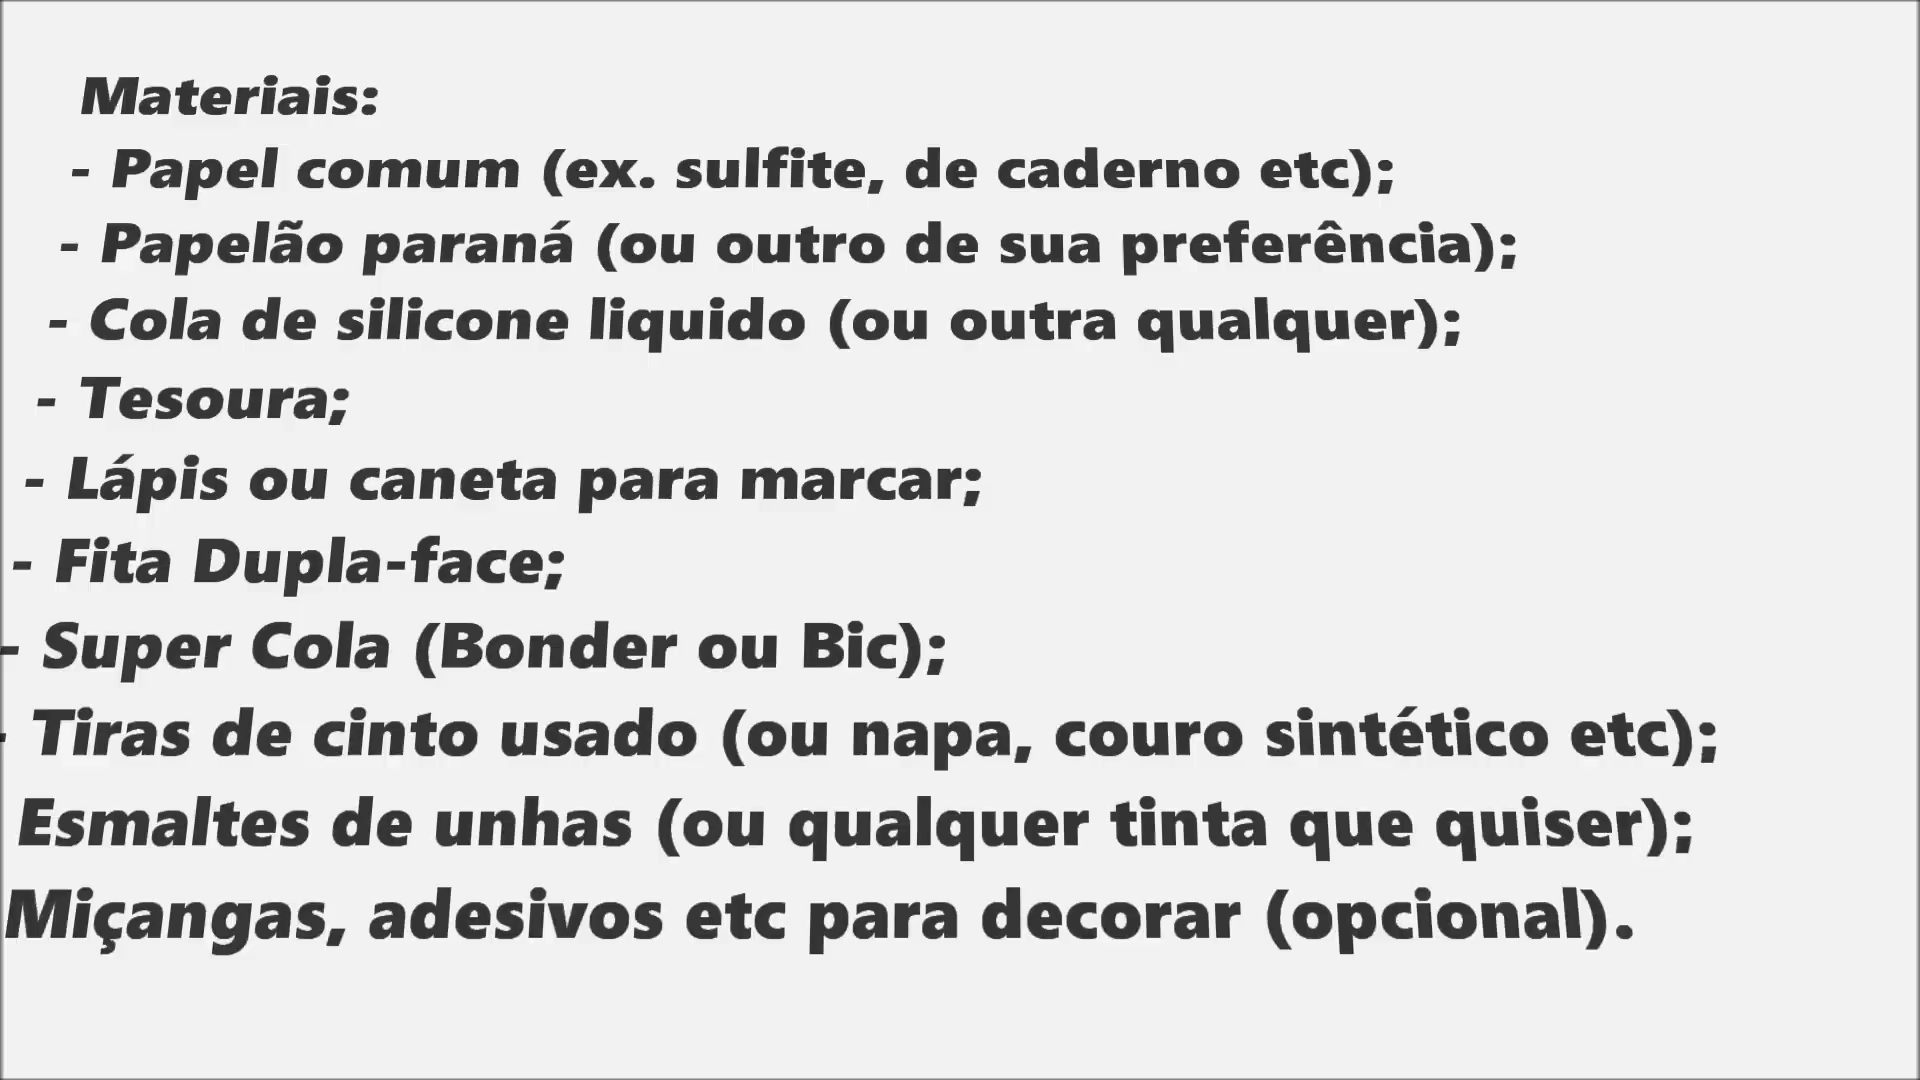 Materiais:
- Papel comum (ex. sulfite, de caderno etc);
- Papelão paraná (ou outro de sua preferência);
- Cola de silicone liquido (ou outra qualquer);
- Tesoura;
- Lápis ou caneta para marcar;
- Fita Dupla-face;
- Super Cola (Bonder ou Bic);
- Tiras de cinto usado (ou napa, couro sintético etc);
Esmaltes de unhas (ou qualquer tinta que quiser);
Miçangas, adesivos etc para decorar (opcional).